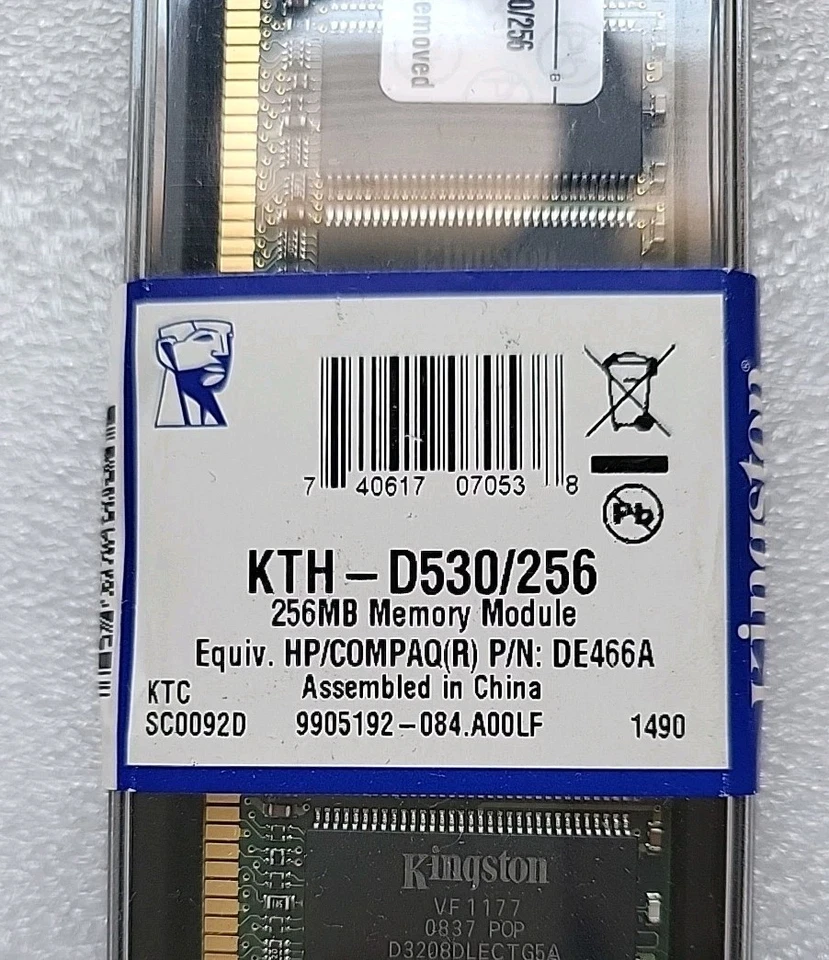 emoved
0/256
8
7 40617 07053 8
Pb
KTH-D530/256
256MB Memory Module
Equiv. HP/COMPAQ(R) P/N: DE466A
KTC Assembled in China
SC0092D 9905192-084.A00LF 1490
Kingston®
Kingston
VF1177
0837 POP
D3208DLECTG5A